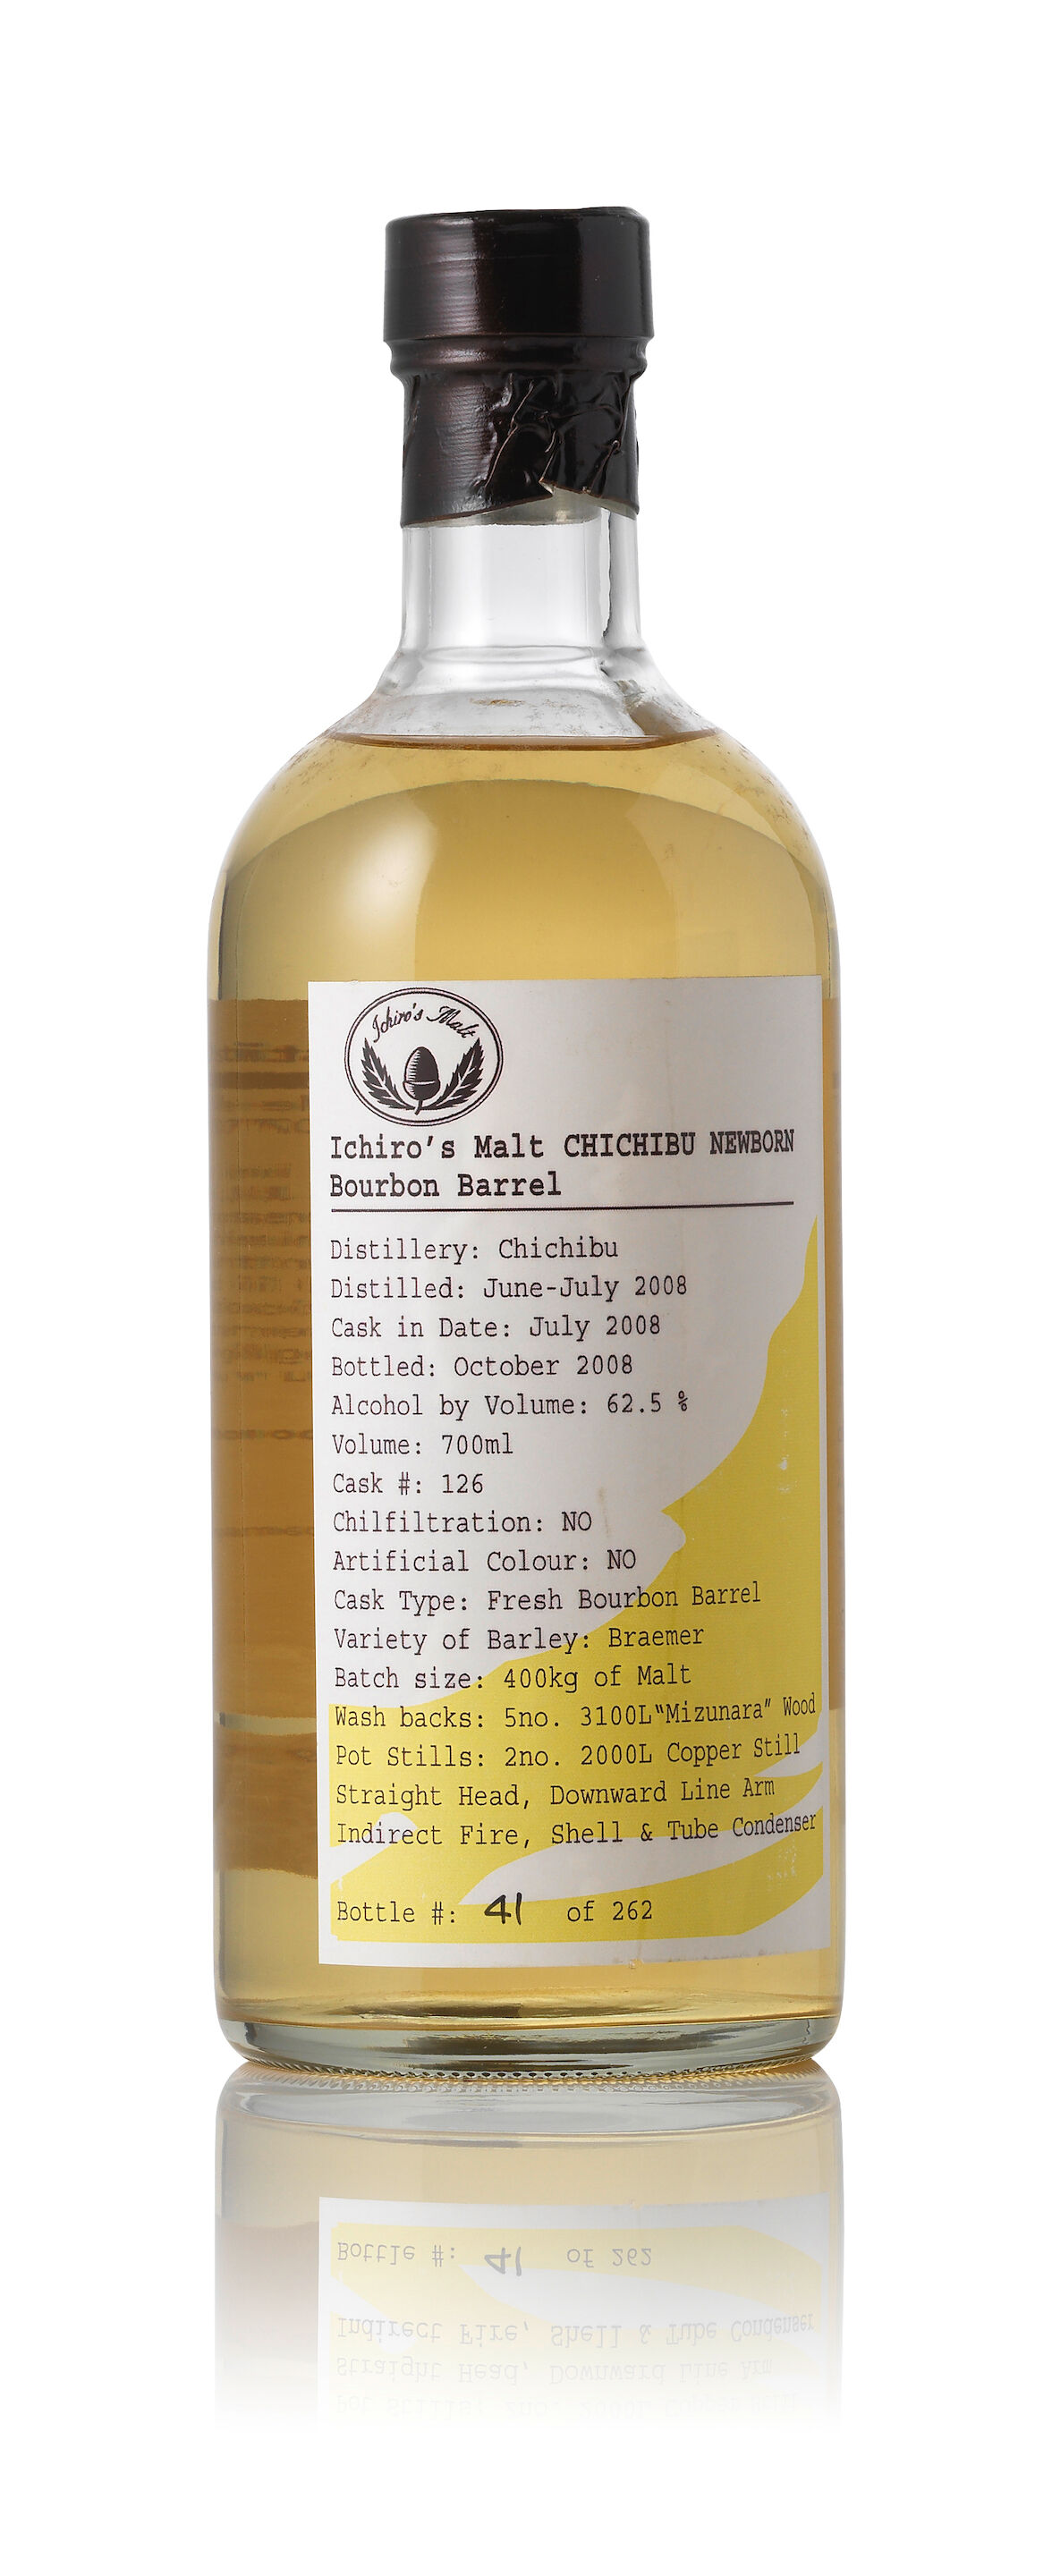 Ichiro's Malt
Ichiro's Malt CHICHIBU NEWBORN
Bourbon Barrel
Distillery: Chichibu
Distilled: June-July 2008
Cask in Date: July 2008
Bottled: October 2008
Alcohol by Volume: 62.5 %
Volume: 700ml
Cask #: 126
Chilfiltration: NO
Artificial Colour: NO
Cask Type: Fresh Bourbon Barrel
Variety of Barley: Braemer
Batch size: 400kg of Malt
Wash backs: 5no. 3100L"Mizunara" Wood
Pot Stills: 2no. 2000L Copper Still
Straight Head, Downward Line Arm
Indirect Fire, Shell & Tube Condenser
Bottle #: 41 of 262